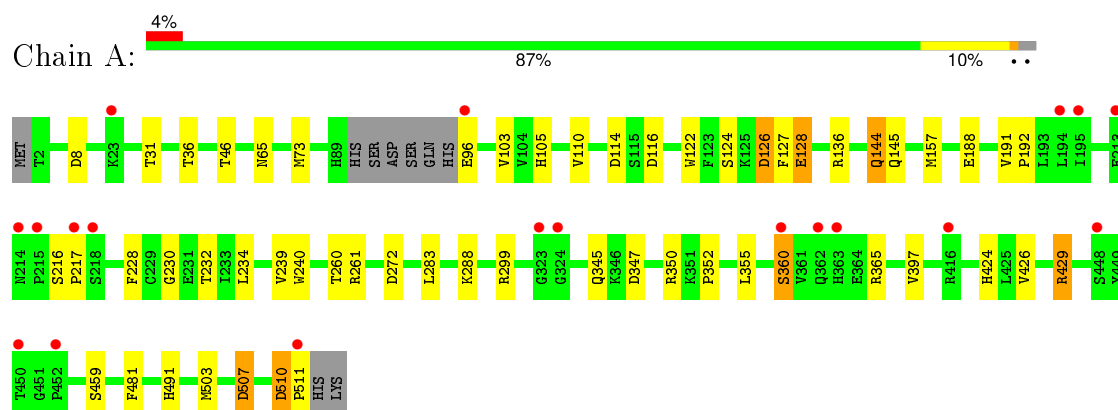 4%
Chain A:
87% 10% • •
MET T2 D8 K23 T31 T36 T46 N65 M73 H89 HIS SER ASP SER GLN HIS E96 V103 V104 H105 V110 D114 S115 D116 W122 F123 S124 K125 D126 F127 E128 R136 Q144 Q145 M157 E188 V191 P192 L193 L194 I195
N214 P215 S216 P217 S218 F228 C229 G230 E231 T232 I233 L234 V239 W240 T260 R261 D272 L283 K288 R299 G323 G324 Q345 K346 D347 R350 K351 P352 L355 S360 V361 Q362 H363 E364 R365 V397 R416 H424 L425 V426 R429 S448
T450 G451 P452 S459 F481 H491 M503 D507 D510 P511 HIS LYS